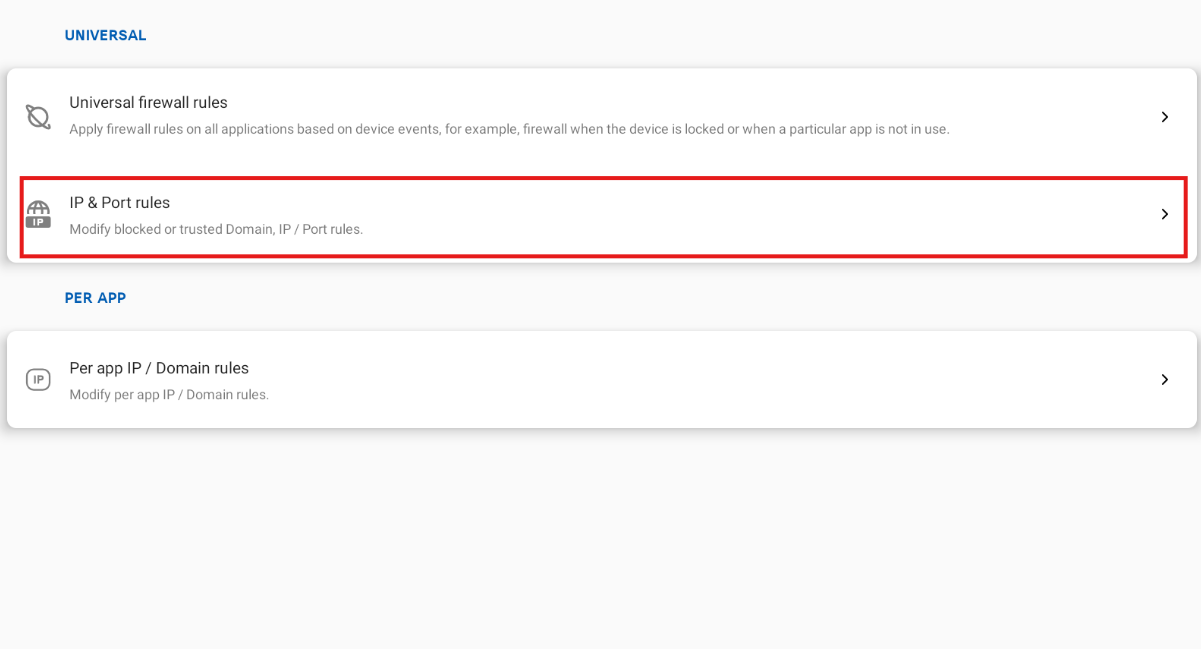 UNIVERSAL
Universal firewall rules
Apply firewall rules on all applications based on device events, for example, firewall when the device is locked or when a particular app is not in use.
IP & Port rules
IP
Modify blocked or trusted Domain, IP / Port rules.
PER APP
Per app IP / Domain rules
IP
Modify per app IP / Domain rules.